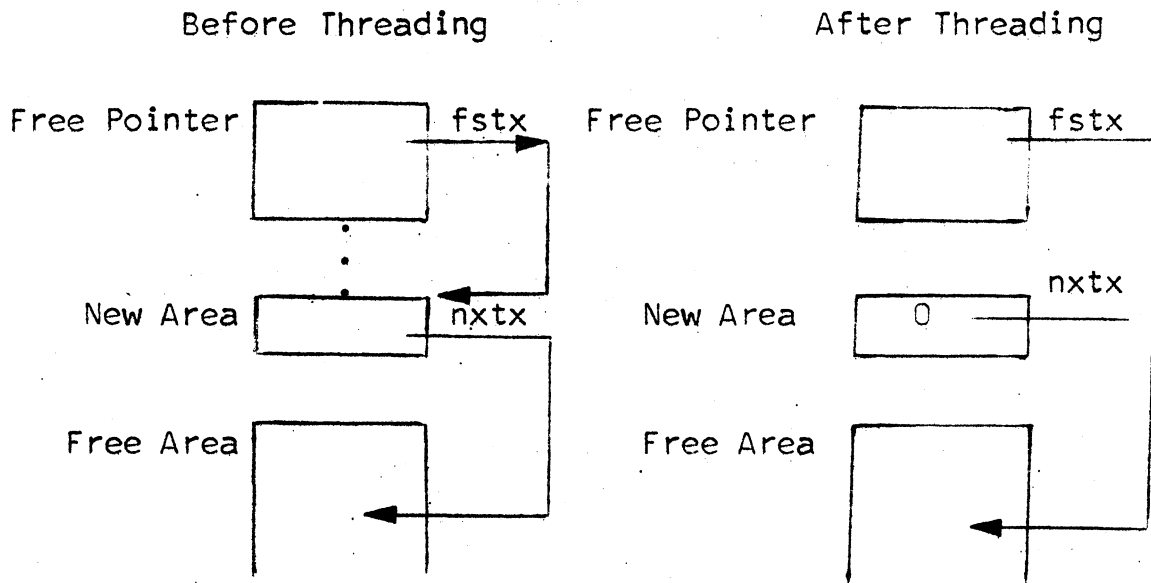 Before Threading
After Threading
Free Pointer
fstx
Free Pointer
fstx
New Area
nxtx
New Area
0
nxtx
Free Area
Free Area